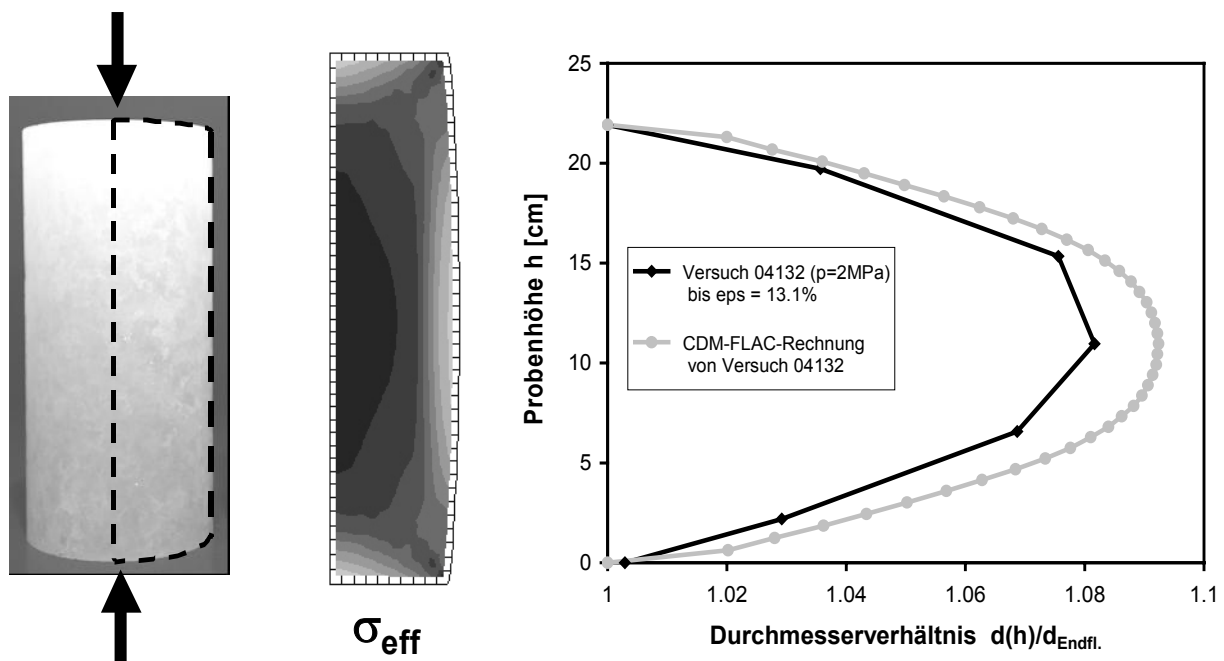 σeff
25
20
15
10
5
0
Probenhöhe h [cm]
Versuch 04132 (p=2MPa)
bis eps = 13.1%
CDM-FLAC-Rechnung
von Versuch 04132
1
1.02
1.04
1.06
1.08
1.1
Durchmesserverhältnis d(h)/dEndfl.